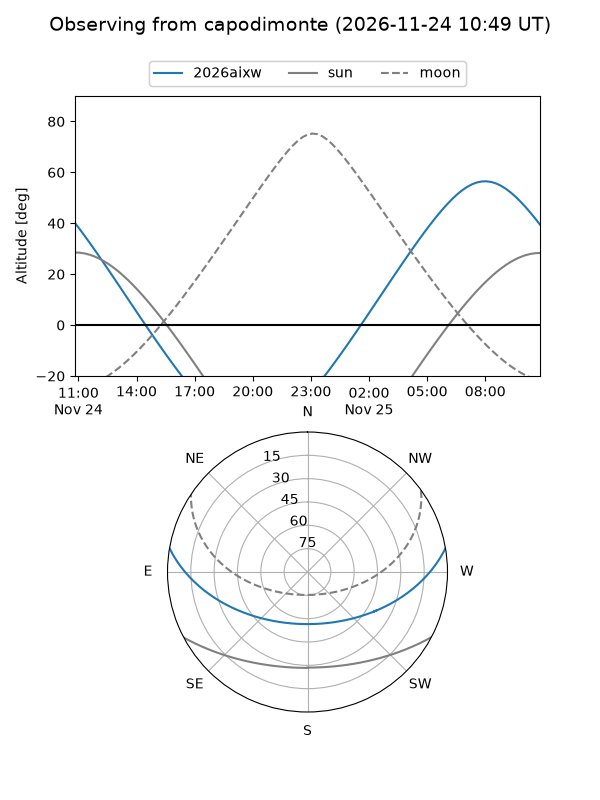 Observing from capodimonte (2026-11-24 10:49 UT)
2026aixw sun moon
Altitude [deg]
80
60
40
20
0
−20
11:00 14:00 17:00 20:00 23:00 02:00 05:00 08:00
Nov 24 Nov 25
N
NE NW
15
30
45
60
75
E W
SE SW
S